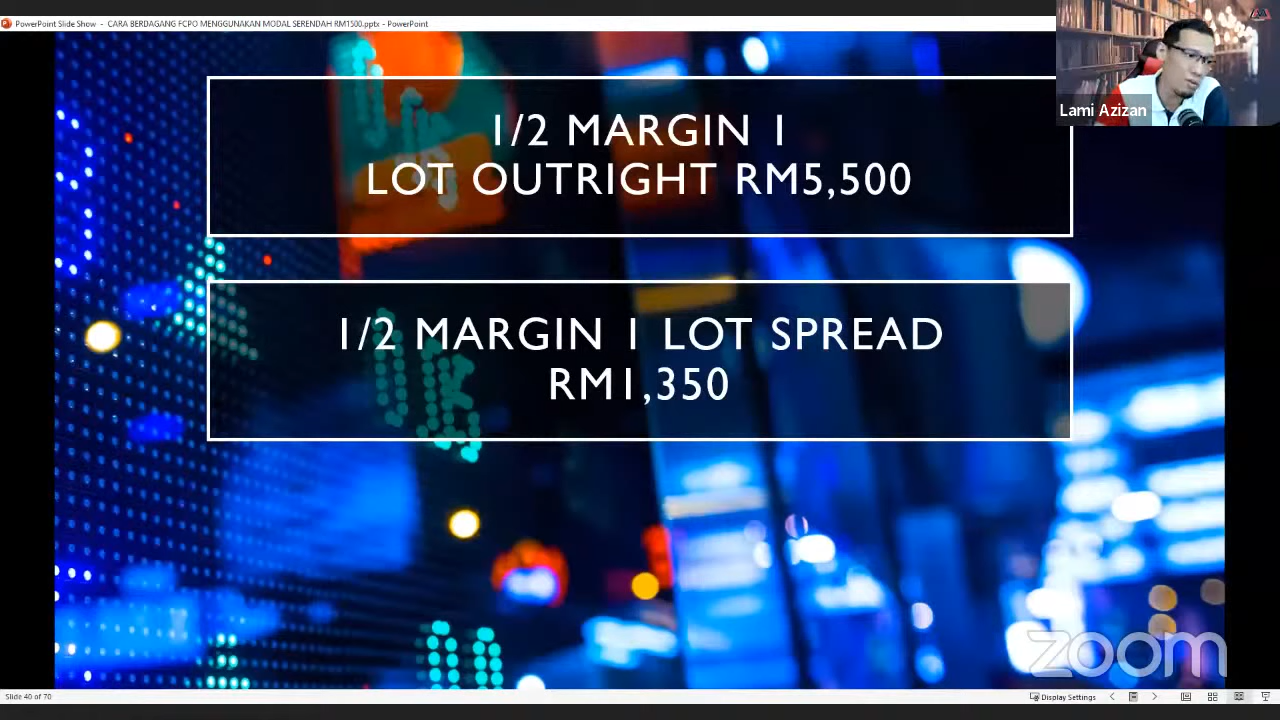 PowerPoint Slide Show - CARA BERDAGANG FCPO MENGGUNAKAN MODAL SERENDAH RM1500.pptx - PowerPoint
Lami Azizan
1/2 MARGIN 1
LOT OUTRIGHT RM5,500
1/2 MARGIN 1 LOT SPREAD
RM1,350
zoom
Slide 40 of 70
Display Settings